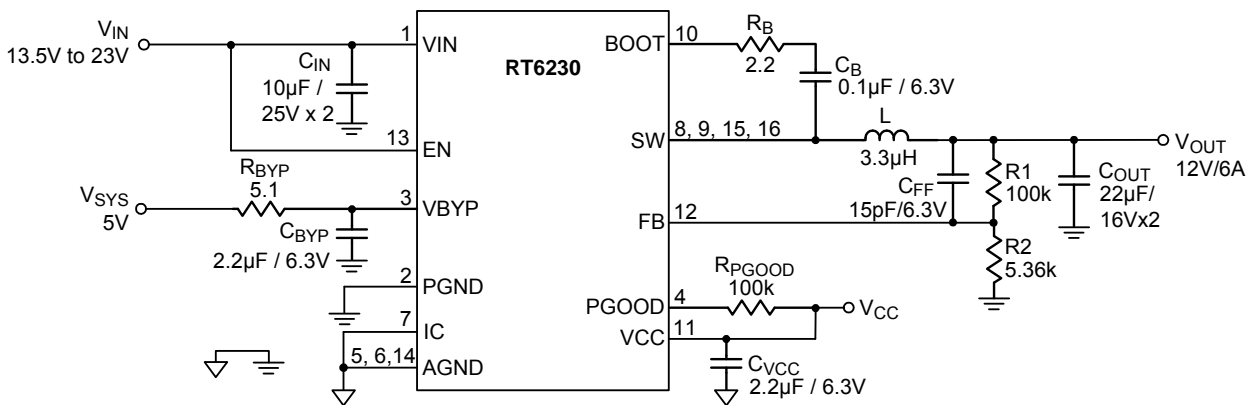 VIN
13.5V to 23V
CIN
10µF /
25V x 2
1
VIN
13
EN
RBYP
5.1
VSYS
5V
3
VBYP
CBYP
2.2µF / 6.3V
2
PGND
7
IC
5, 6,14
AGND
RT6230
BOOT
10
RB
2.2
CB
0.1µF / 6.3V
SW
8, 9, 15, 16
L
3.3µH
VOUT
12V/6A
CFF
15pF/6.3V
R1
100k
COUT
22µF/
16Vx2
FB
12
R2
5.36k
PGOOD
4
RPGOOD
100k
VCC
VCC
11
CVCC
2.2µF / 6.3V